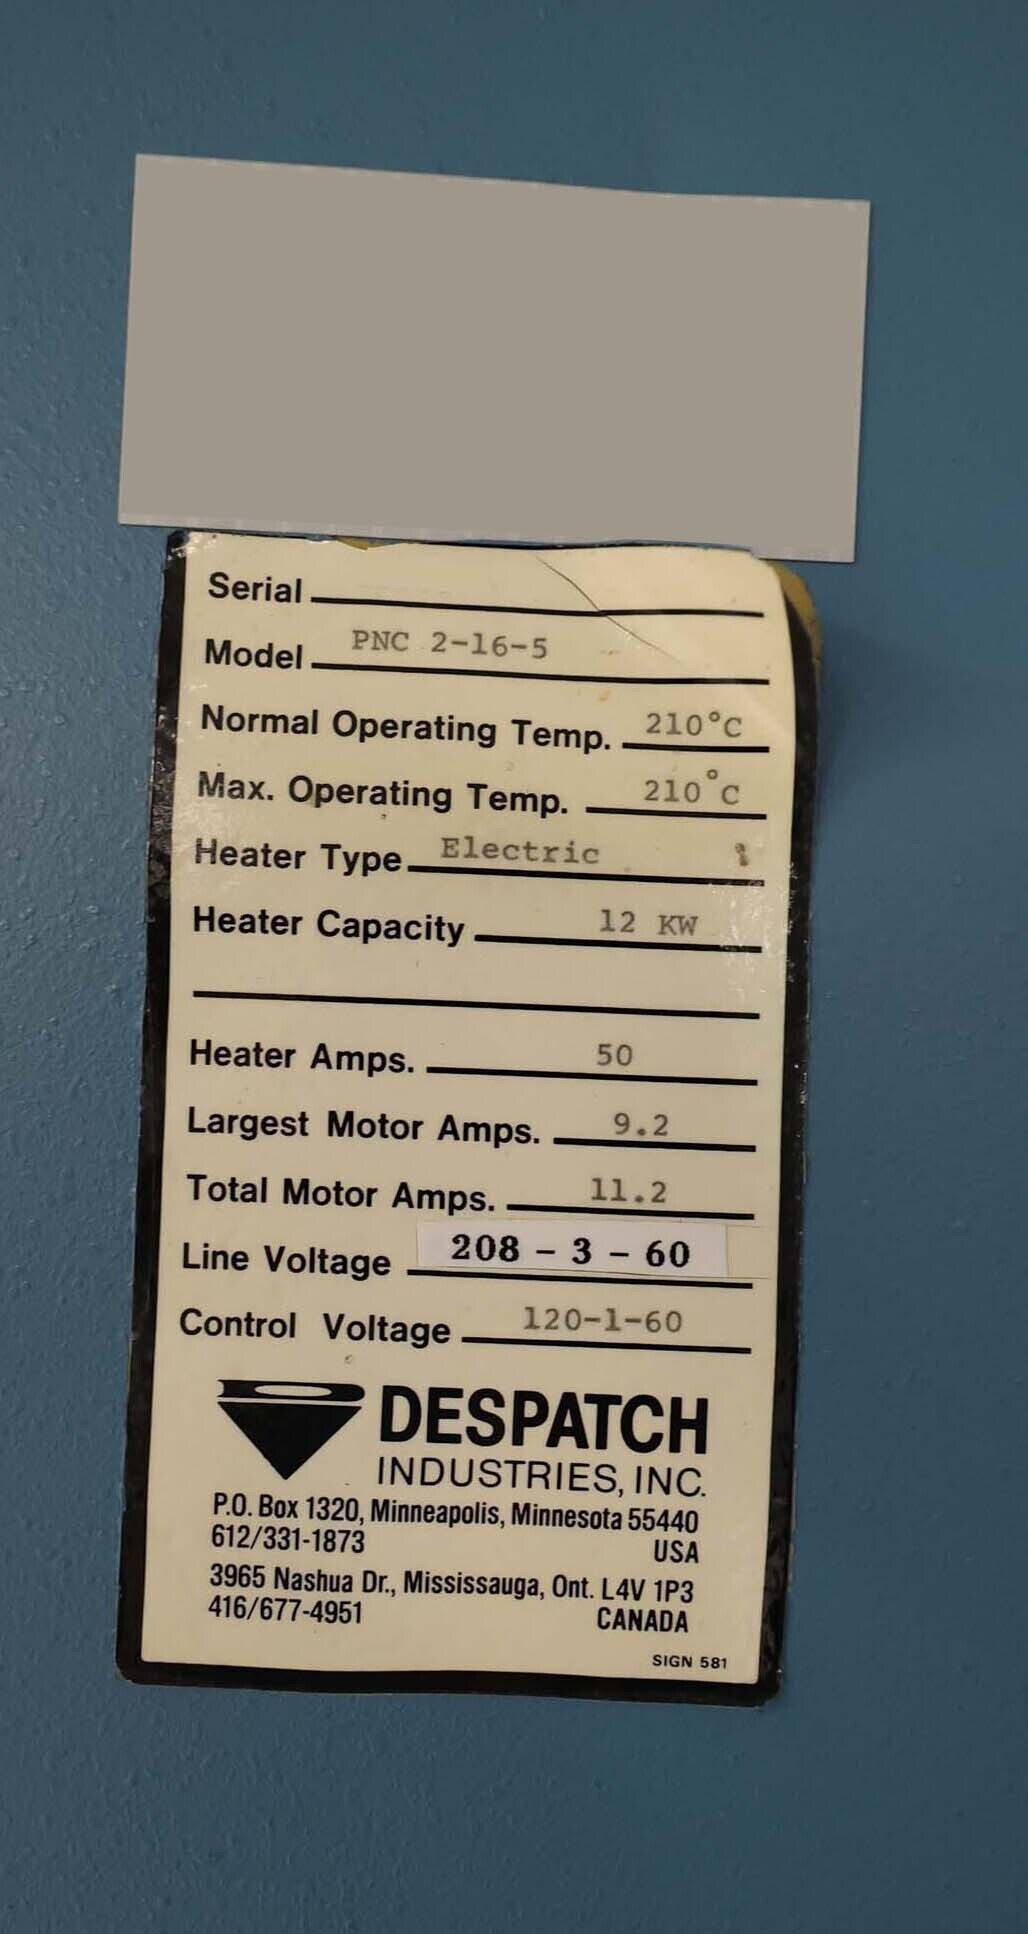 Serial
Model PNC 2-16-5
Normal Operating Temp. 210°C
Max. Operating Temp. 210°C
Heater Type Electric
Heater Capacity 12 KW
Heater Amps. 50
Largest Motor Amps. 9.2
Total Motor Amps. 11.2
Line Voltage 208 - 3 - 60
Control Voltage 120-1-60
DESPATCH
INDUSTRIES, INC.
P.O. Box 1320, Minneapolis, Minnesota 55440
612/331-1873 USA
3965 Nashua Dr., Mississauga, Ont. L4V 1P3
416/677-4951 CANADA
SIGN 581